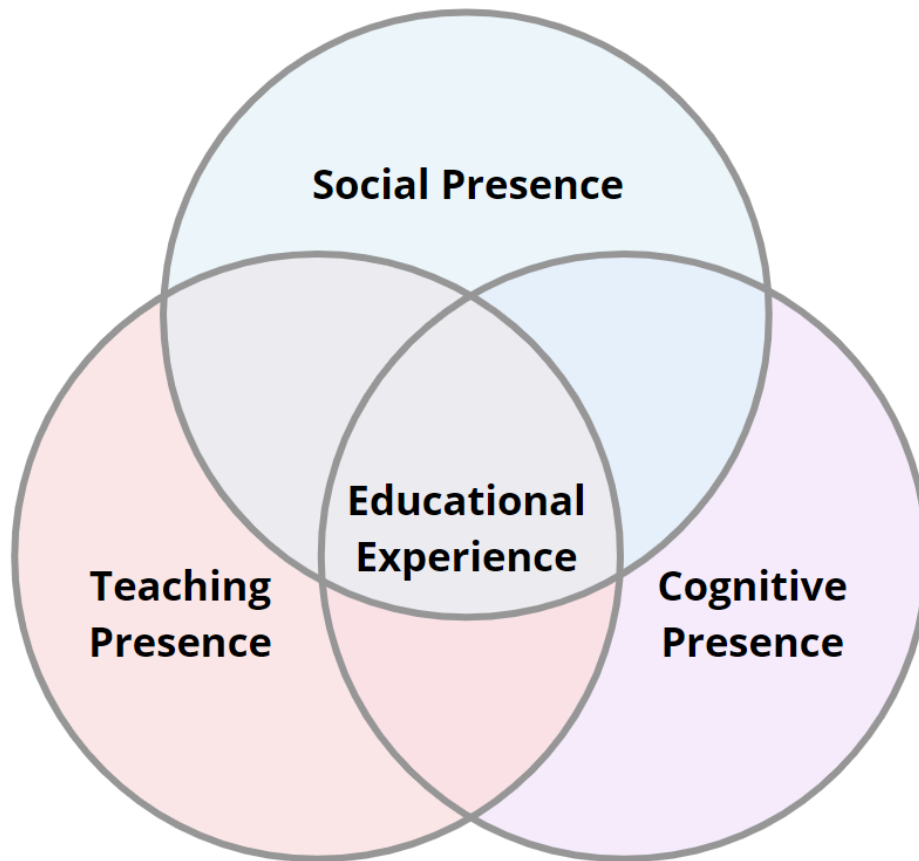 Social Presence
Educational
Experience
Teaching
Presence
Cognitive
Presence